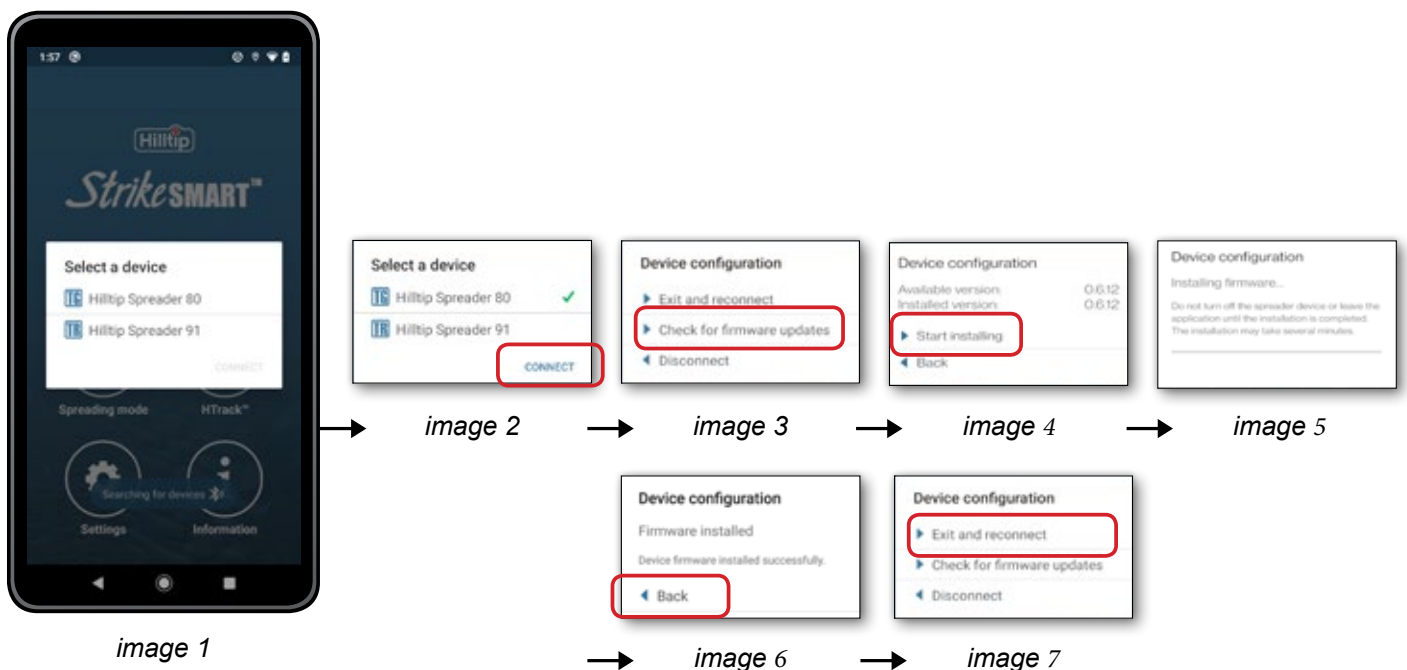 1:57
Hilltip
StrikeSMART™
Select a device
TG Hilltip Spreader 80
TR Hilltip Spreader 91
CONNECT
Spreading mode
HTrack™
Searching for devices
Settings
Information
image 1
Select a device
TG Hilltip Spreader 80
TR Hilltip Spreader 91
CONNECT
image 2
Device configuration
Exit and reconnect
Check for firmware updates
Disconnect
image 3
Device configuration
Available version: 0.6.12
Installed version: 0.6.12
Start installing
Back
image 4
Device configuration
Installing firmware...
Do not turn off the spreader device or leave the
application until the installation is completed.
The installation may take several minutes.
image 5
Device configuration
Firmware installed
Device firmware installed successfully.
Back
image 6
Device configuration
Exit and reconnect
Check for firmware updates
Disconnect
image 7